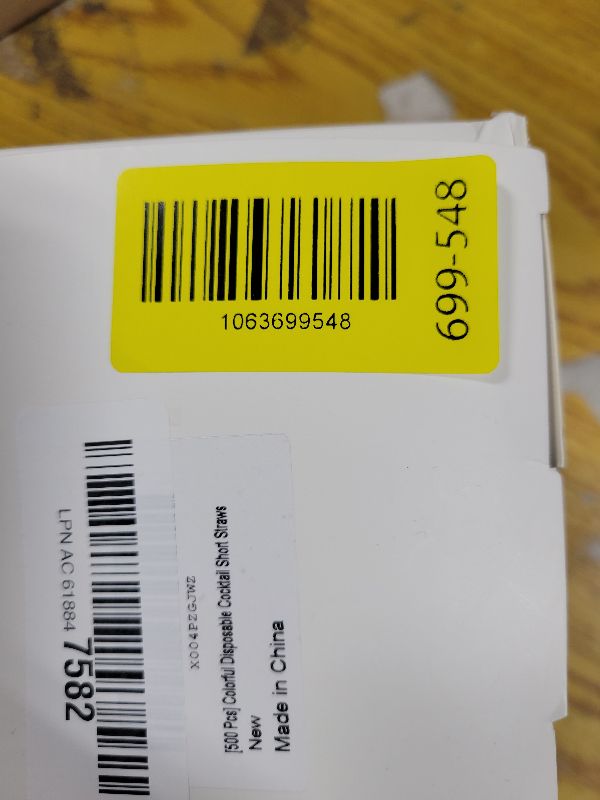 1063699548
699-548
LPN AC 61884 7582
X004PZGJWZ
[500 Pcs] Colorful Disposable Cocktail Short Straws
New
Made in China